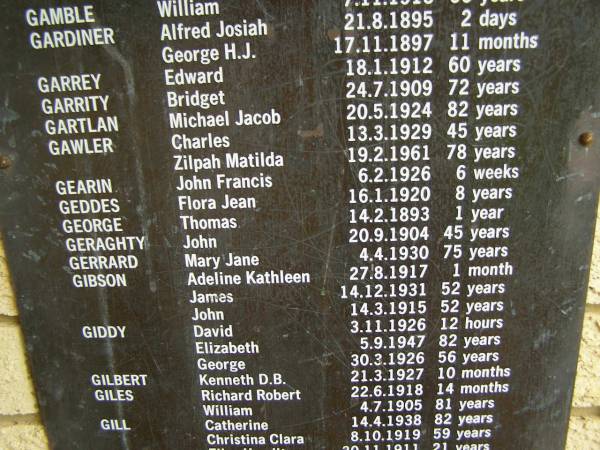 GAMBLE William years
GARDINER Alfred Josiah 21.8.1895 2 days
George H.J. 17.11.1897 11 months
GARREY Edward 18.1.1912 60 years
GARRITY Bridget 24.7.1909 72 years
GARTLAN Michael Jacob 20.5.1924 82 years
GAWLER Charles 13.3.1929 45 years
Zilpah Matilda 19.2.1961 78 years
GEARIN John Francis 6.2.1926 6 weeks
GEDDES Flora Jean 16.1.1920 8 years
GEORGE Thomas 14.2.1893 1 year
GERAGHTY John 20.9.1904 45 years
GERRARD Mary Jane 4.4.1930 75 years
GIBSON Adeline Kathleen 27.8.1917 1 month
James 14.12.1931 52 years
John 14.3.1915 52 years
GIDDY David 3.11.1926 12 hours
Elizabeth 5.9.1947 82 years
George 30.3.1926 56 years
GILBERT Kenneth D.B. 21.3.1927 10 months
GILES Richard Robert 22.6.1918 14 months
William 4.7.1905 81 years
GILL Catherine 14.4.1938 82 years
Christina Clara 8.10.1919 59 years
20.11.1911 21 years